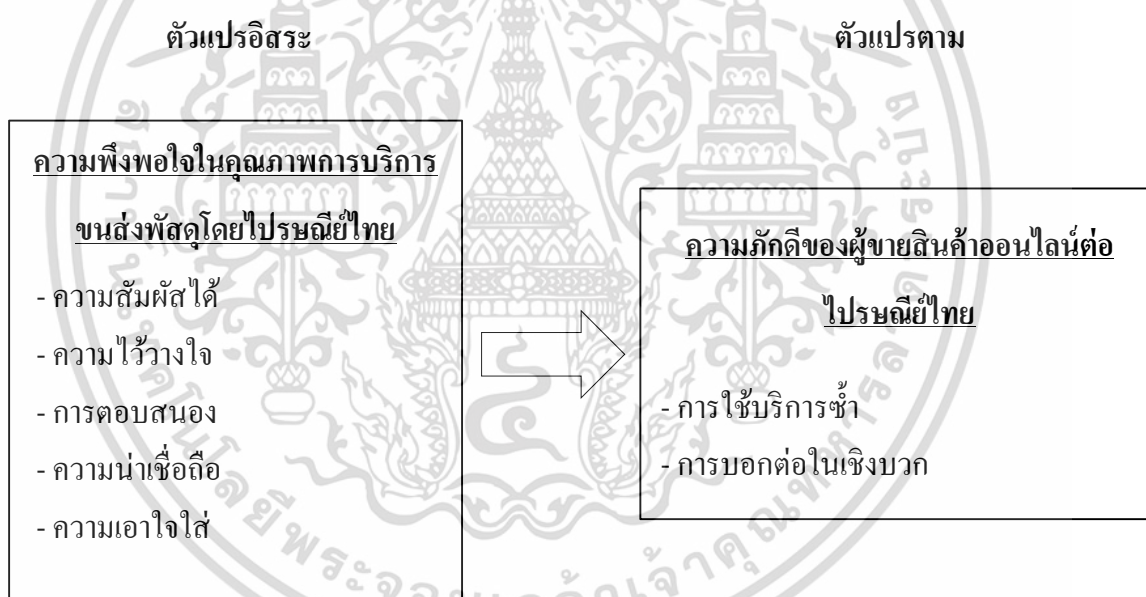 ตัวแปรอิสระ
ตัวแปรตาม
ความพึงพอใจในคุณภาพการบริการ
ขนส่งพัสดุโดยไปรษณีย์ไทย
- ความสัมผัสได้
- ความไว้วางใจ
- การตอบสนอง
- ความน่าเชื่อถือ
- ความเอาใจใส่
ความภักดีของผู้ขายสินค้าออนไลน์ต่อ
ไปรษณีย์ไทย
- การใช้บริการซ้ำ
- การบอกต่อในเชิงบวก